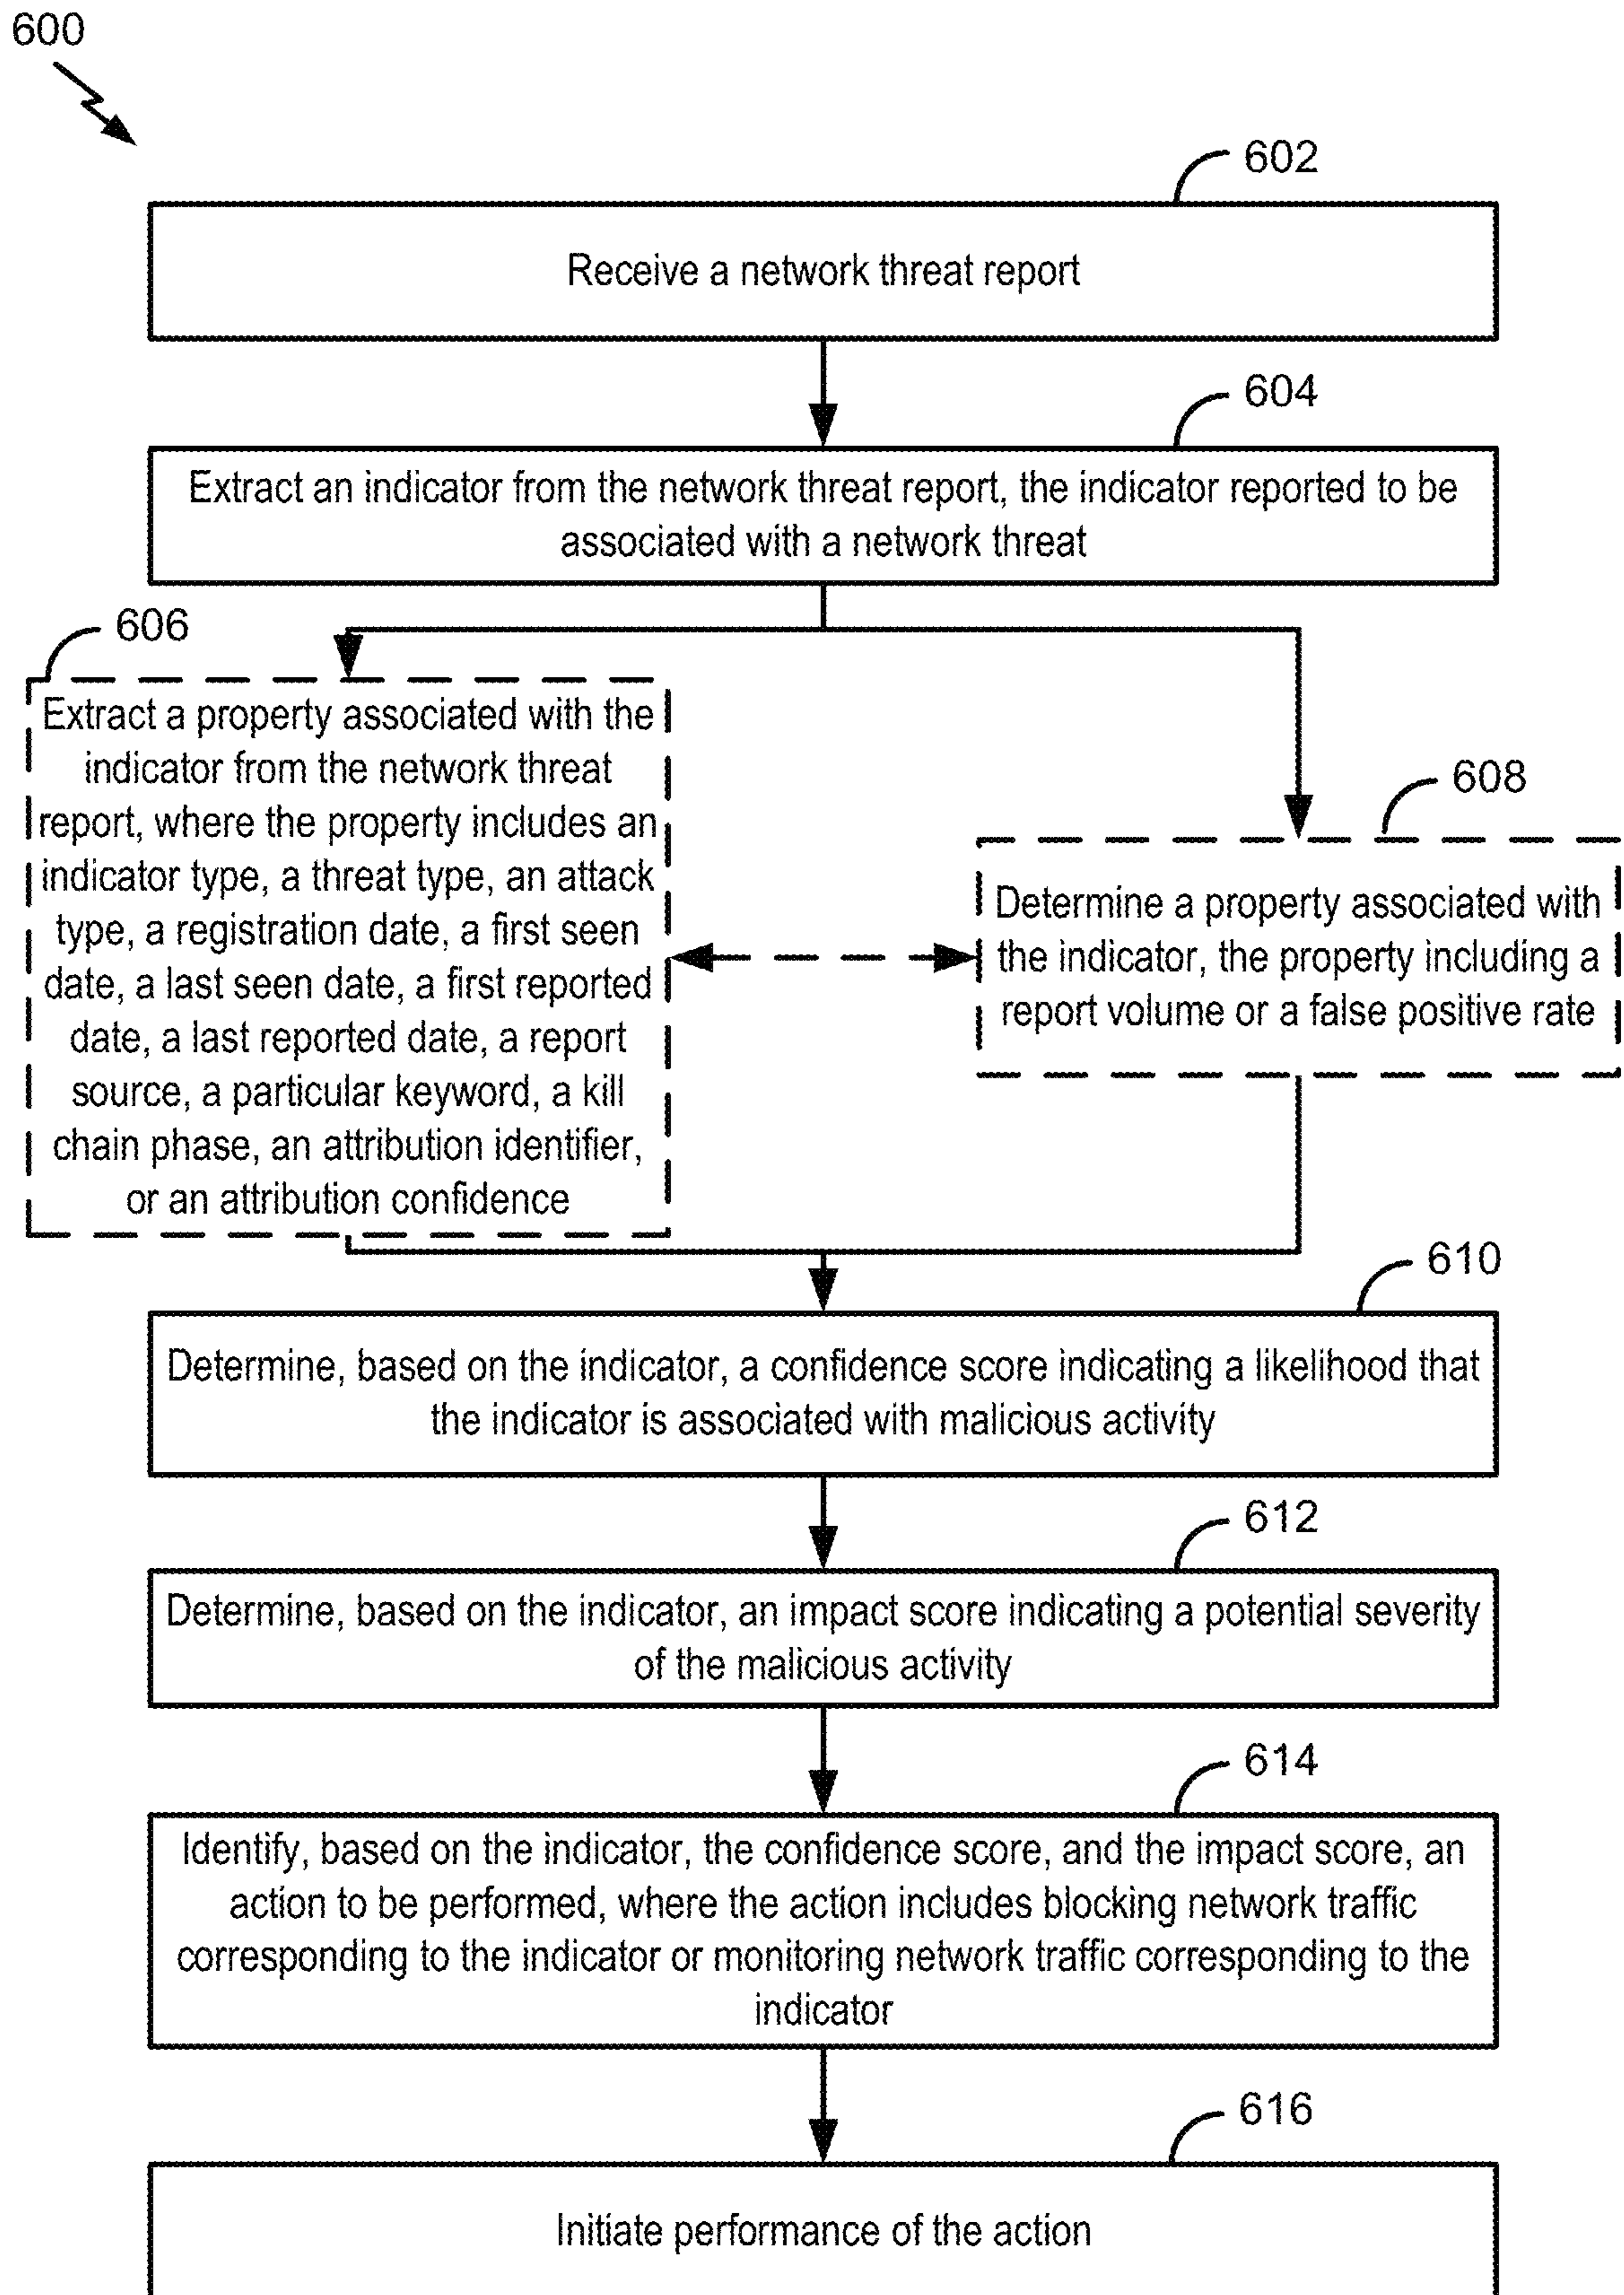 600
602
Receive a network threat report
604
Extract an indicator from the network threat report, the indicator reported to be
associated with a network threat
606
Extract a property associated with the
indicator from the network threat
report, where the property includes an
indicator type, a threat type, an attack
type, a registration date, a first seen
date, a last seen date, a first reported
date, a last reported date, a report
source, a particular keyword, a kill
chain phase, an attribution identifier,
or an attribution confidence
608
Determine a property associated with
the indicator, the property including a
report volume or a false positive rate
610
Determine, based on the indicator, a confidence score indicating a likelihood that
the indicator is associated with malicious activity
612
Determine, based on the indicator, an impact score indicating a potential severity
of the malicious activity
614
Identify, based on the indicator, the confidence score, and the impact score, an
action to be performed, where the action includes blocking network traffic
corresponding to the indicator or monitoring network traffic corresponding to the
indicator
616
Initiate performance of the action